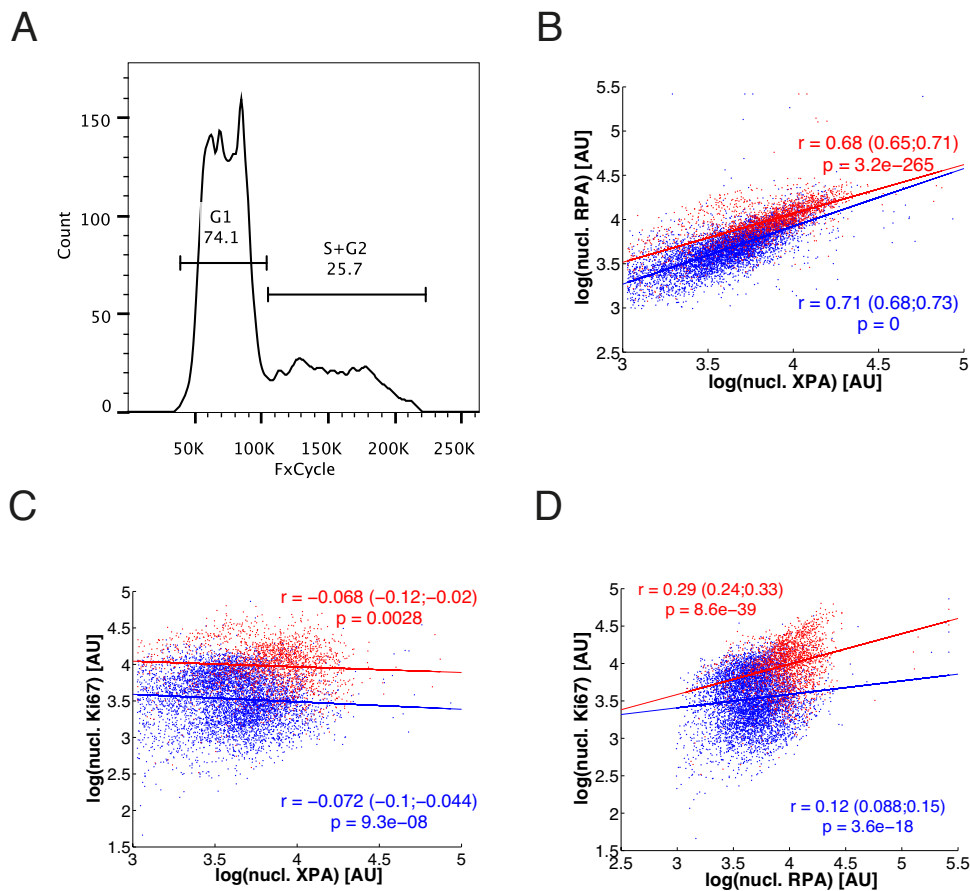 A
Count
150
100
50
0
G1
74.1
S+G2
25.7
50K 100K 150K 200K 250K
FxCycle
B
log(nucl. RPA) [AU]
5.5
5
4.5
4
3.5
3
2.5
r = 0.68 (0.65;0.71)
p = 3.2e-265
r = 0.71 (0.68;0.73)
p = 0
3 3.5 4 4.5 5
log(nucl. XPA) [AU]
C
log(nucl. Ki67) [AU]
5
4.5
4
3.5
3
2.5
2
1.5
r = −0.068 (−0.12;−0.02)
p = 0.0028
r = −0.072 (−0.1;−0.044)
p = 9.3e−08
3 3.5 4 4.5 5
log(nucl. XPA) [AU]
D
log(nucl. Ki67) [AU]
5
4.5
4
3.5
3
2.5
2
1.5
r = 0.29 (0.24;0.33)
p = 8.6e-39
r = 0.12 (0.088;0.15)
p = 3.6e-18
2.5 3 3.5 4 4.5 5 5.5
log(nucl. RPA) [AU]